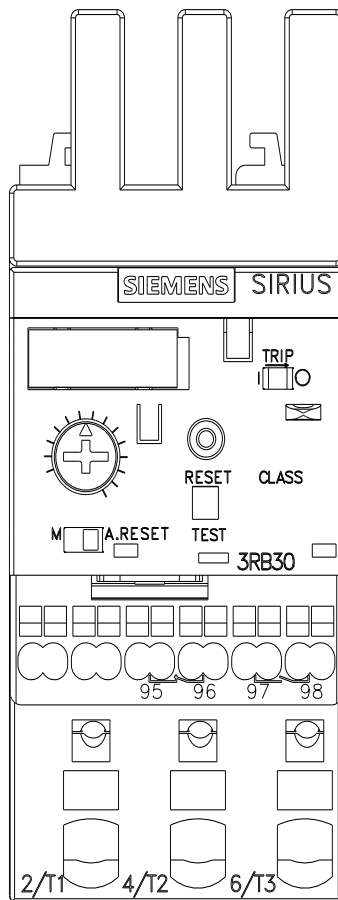 SIEMENS SIRIUS
TRIP
RESET CLASS
M A.RESET TEST
3RB30
95 96 97 98
2/T1 4/T2 6/T3